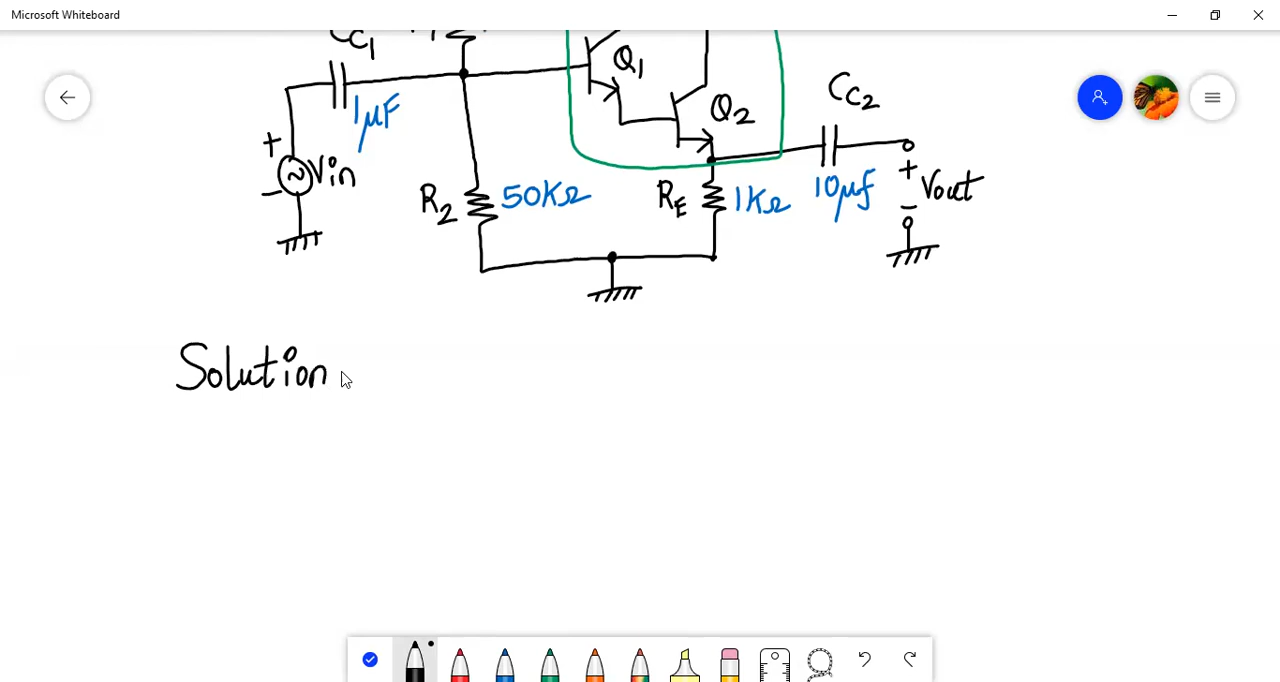 Microsoft Whiteboard
CC1
Q1
CC2
1μF
Q2
+
Vin
-
R2 50KΩ
RE 1KΩ
10μf
+
Vout
-
Solution